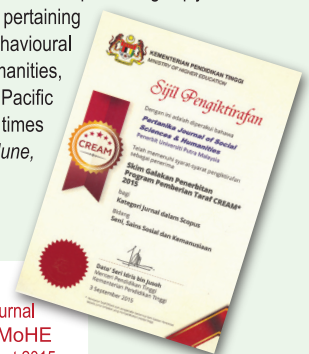 pertaining
havioural
manities,
Pacific
times
une,
KEMENTERIAN PENDIDIKAN TINGGI
MINISTRY OF HIGHER EDUCATION
Sijil Pengiktirafan
Dengan ini adalah diperakui bahawa
Pertanika Journal of Social
Sciences & Humanities
Penerbit Universiti Putra Malaysia
Telah memenuhi syarat-syarat pengiktirafan
sebagai penerima
Skim Galakan Penerbitan
Program Pemberian Taraf CREAM*
2015
bagi
Kategori Jurnal dalam Scopus
Bidang
Seni, Sains Sosial dan Kemanusiaan
CREAM
Dato' Seri Idris bin Jusoh
Menteri Pendidikan Tinggi
Kementerian Pendidikan Tinggi
3 September 2015
urnal
MoHE
2015